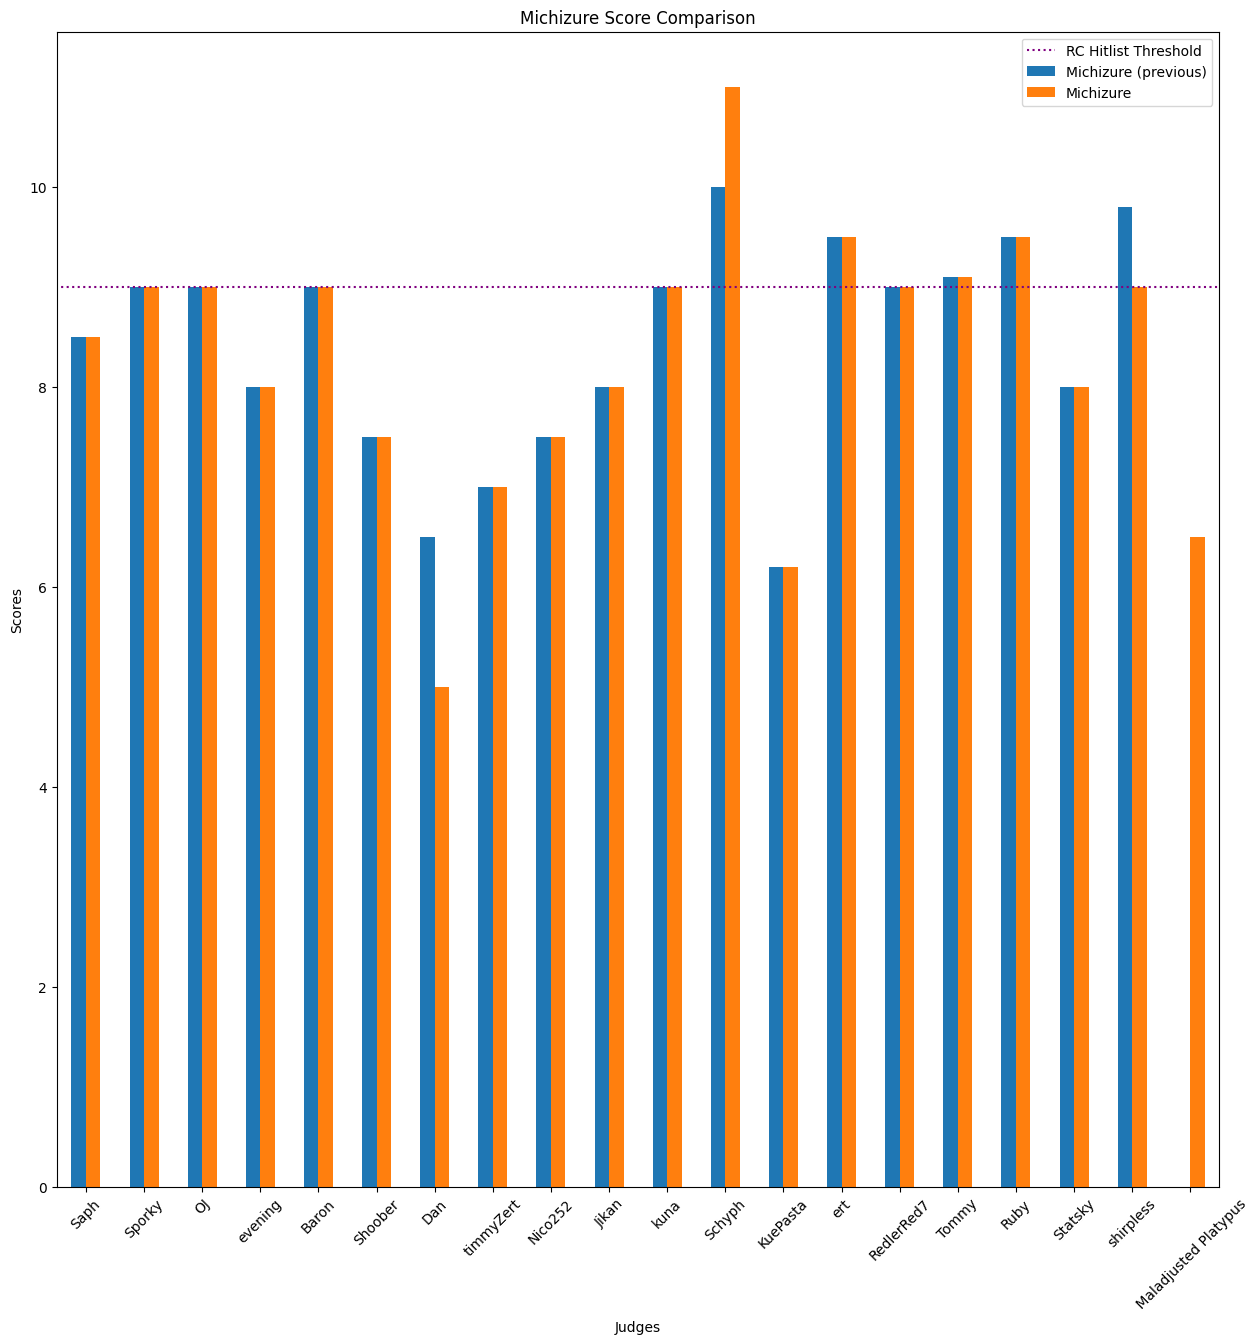 Michizure Score Comparison
RC Hitlist Threshold
Michizure (previous)
Michizure
Scores
10
8
6
4
2
0
Saph
Sporky
OJ
evening
Baron
Shoober
Dan
timmyZert
Nico252
Jikan
kuna
Schyph
KuePasta
ert
RedlerRed7
Tommy
Ruby
Statsky
shirpless
Maladjusted Platypus
Judges